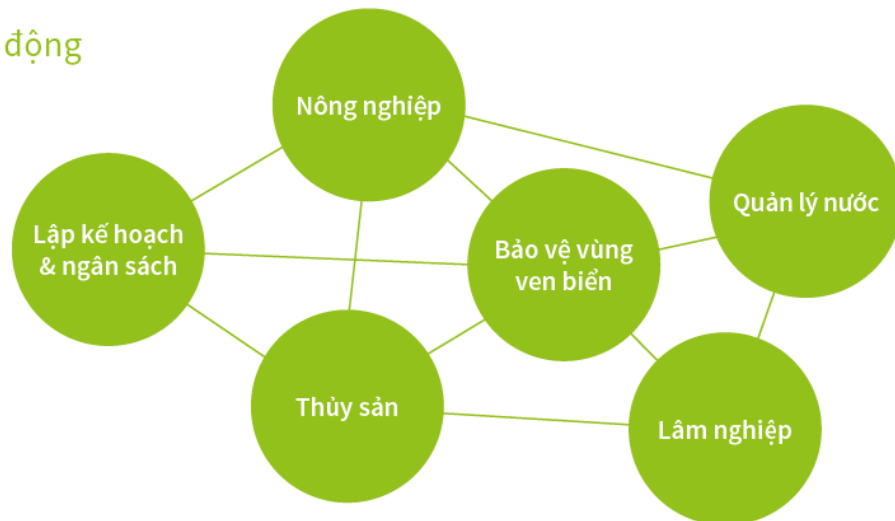 động
Nông nghiệp
Quản lý nước
Lập kế hoạch
& ngân sách
Bảo vệ vùng
ven biển
Thủy sản
Lâm nghiệp